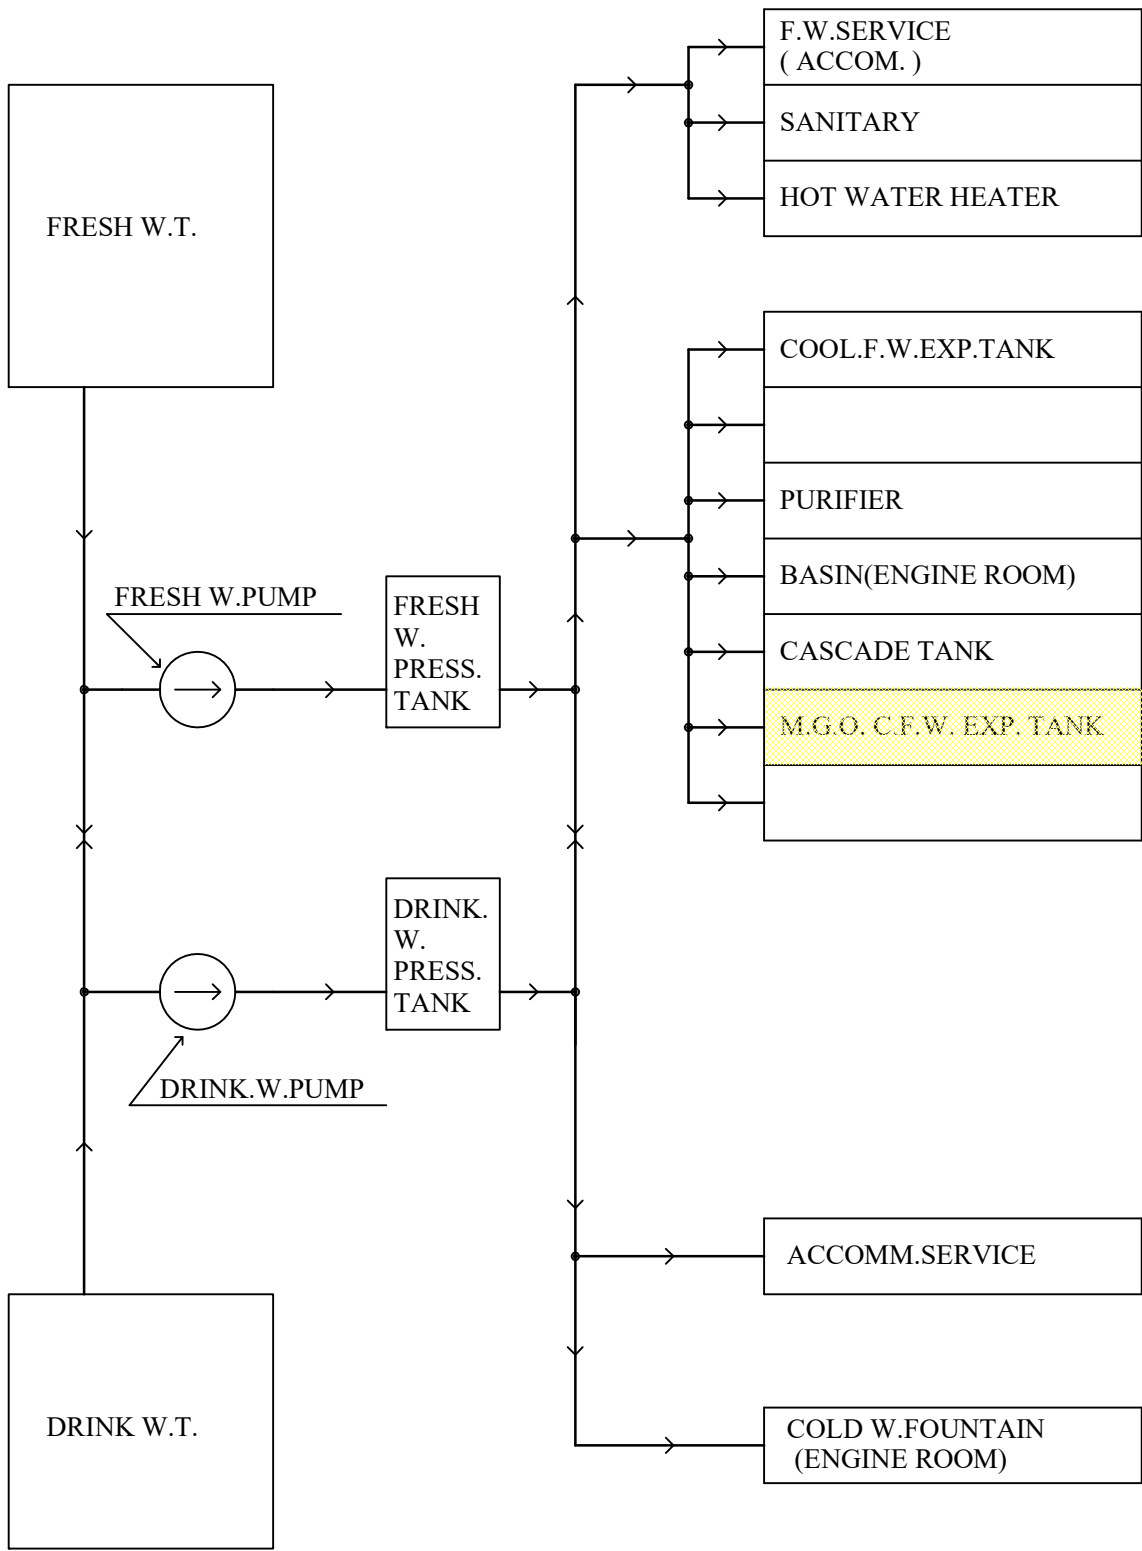 F.W.SERVICE
( ACCOM. )
SANITARY
HOT WATER HEATER
FRESH W.T.
COOL.F.W.EXP.TANK
PURIFIER
BASIN(ENGINE ROOM)
CASCADE TANK
M.G.O. C.F.W. EXP. TANK
FRESH W.PUMP
FRESH
W.
PRESS.
TANK
DRINK.
W.
PRESS.
TANK
DRINK.W.PUMP
ACCOMM.SERVICE
DRINK W.T.
COLD W.FOUNTAIN
(ENGINE ROOM)